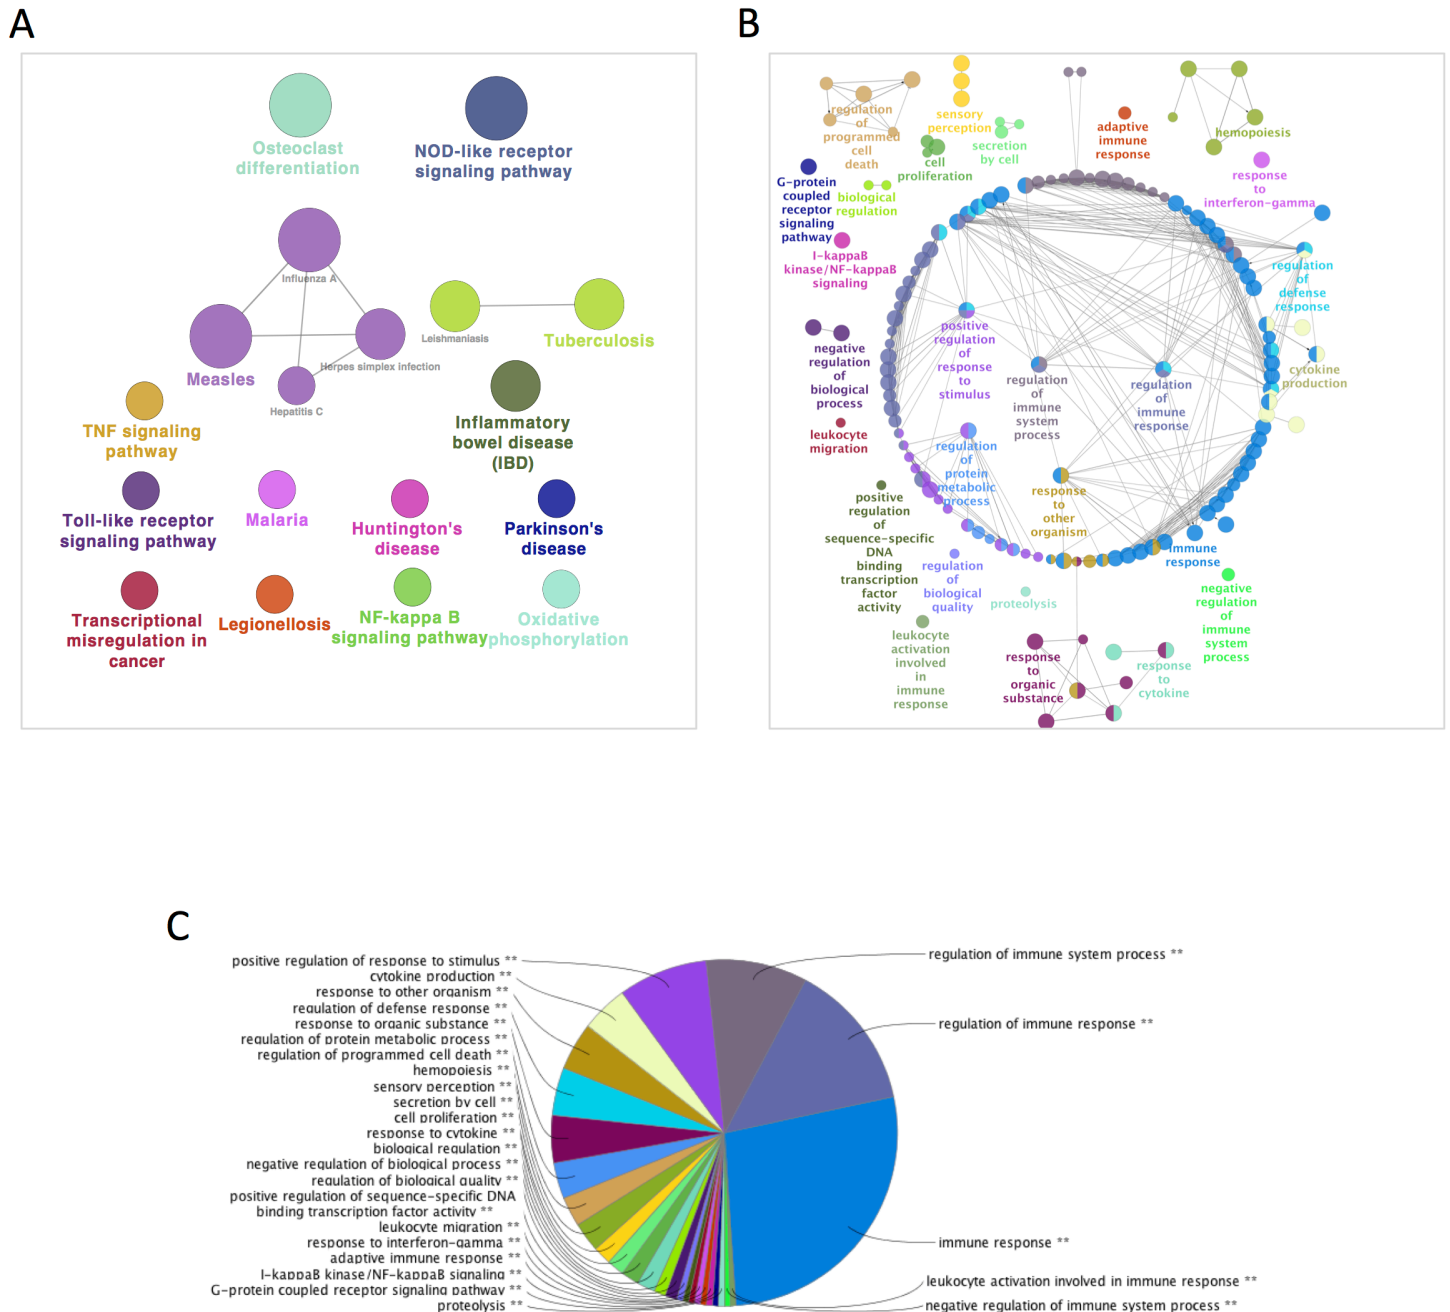 A
Osteoclast
differentiation
NOD-like receptor
signaling pathway
Influenza A
Measles
Herpes simplex infection
Hepatitis C
Leishmaniasis
Tuberculosis
TNF signaling
pathway
Inflammatory
bowel disease
(IBD)
Toll-like receptor
signaling pathway
Malaria
Huntington's
disease
Parkinson's
disease
Transcriptional
misregulation in
cancer
Legionellosis
NF-kappa B
signaling pathway
Oxidative
phosphorylation
B
regulation
of
programmed
cell
death
sensory
perception
secretion
by cell
cell
proliferation
adaptive
immune
response
hemopoiesis
response
to
interferon-gamma
G-protein
coupled
receptor
signaling
pathway
biological
regulation
I-kappaB
kinase/NF-kappaB
signaling
regulation
of
defense
response
negative
regulation
of
biological
process
positive
regulation
of
response
to
stimulus
regulation
of
immune
system
process
regulation
of
immune
response
cytokine
production
leukocyte
migration
regulation
of
protein
metabolic
process
response
to
other
organism
positive
regulation
of
sequence-specific
DNA
binding
transcription
factor
activity
regulation
of
biological
quality
immune
response
proteolysis
negative
regulation
of
immune
system
process
leukocyte
activation
involved
in
immune
response
response
to
organic
substance
response
to
cytokine
C
positive regulation of response to stimulus **
cytokine production **
response to other organism **
regulation of defense response **
response to organic substance **
regulation of protein metabolic process **
regulation of programmed cell death **
hemopoiesis **
sensory perception **
secretion by cell **
cell proliferation **
response to cytokine **
biological regulation **
negative regulation of biological process **
regulation of biological quality **
positive regulation of sequence-specific DNA
binding transcription factor activity **
leukocyte migration **
response to interferon-gamma **
adaptive immune response **
I-kappaB kinase/NF-kappaB signaling **
G-protein coupled receptor signaling pathway **
proteolysis **
regulation of immune system process **
regulation of immune response **
immune response **
leukocyte activation involved in immune response **
negative regulation of immune system process **